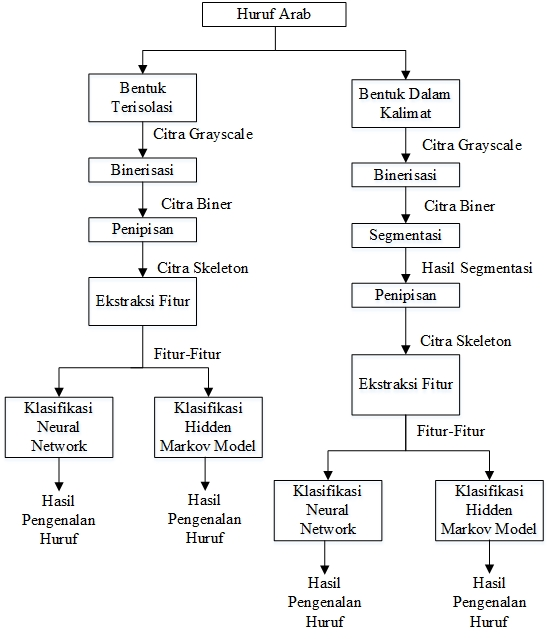 Huruf Arab
Bentuk
Terisolasi
Citra Grayscale
Binerisasi
Citra Biner
Penipisan
Citra Skeleton
Ekstraksi Fitur
Fitur-Fitur
Klasifikasi
Neural
Network
Hasil
Pengenalan
Huruf
Klasifikasi
Hidden
Markov Model
Hasil
Pengenalan
Huruf
Bentuk Dalam
Kalimat
Citra Grayscale
Binerisasi
Citra Biner
Segmentasi
Hasil Segmentasi
Penipisan
Citra Skeleton
Ekstraksi Fitur
Fitur-Fitur
Klasifikasi
Neural
Network
Hasil
Pengenalan
Huruf
Klasifikasi
Hidden
Markov Model
Hasil
Pengenalan
Huruf